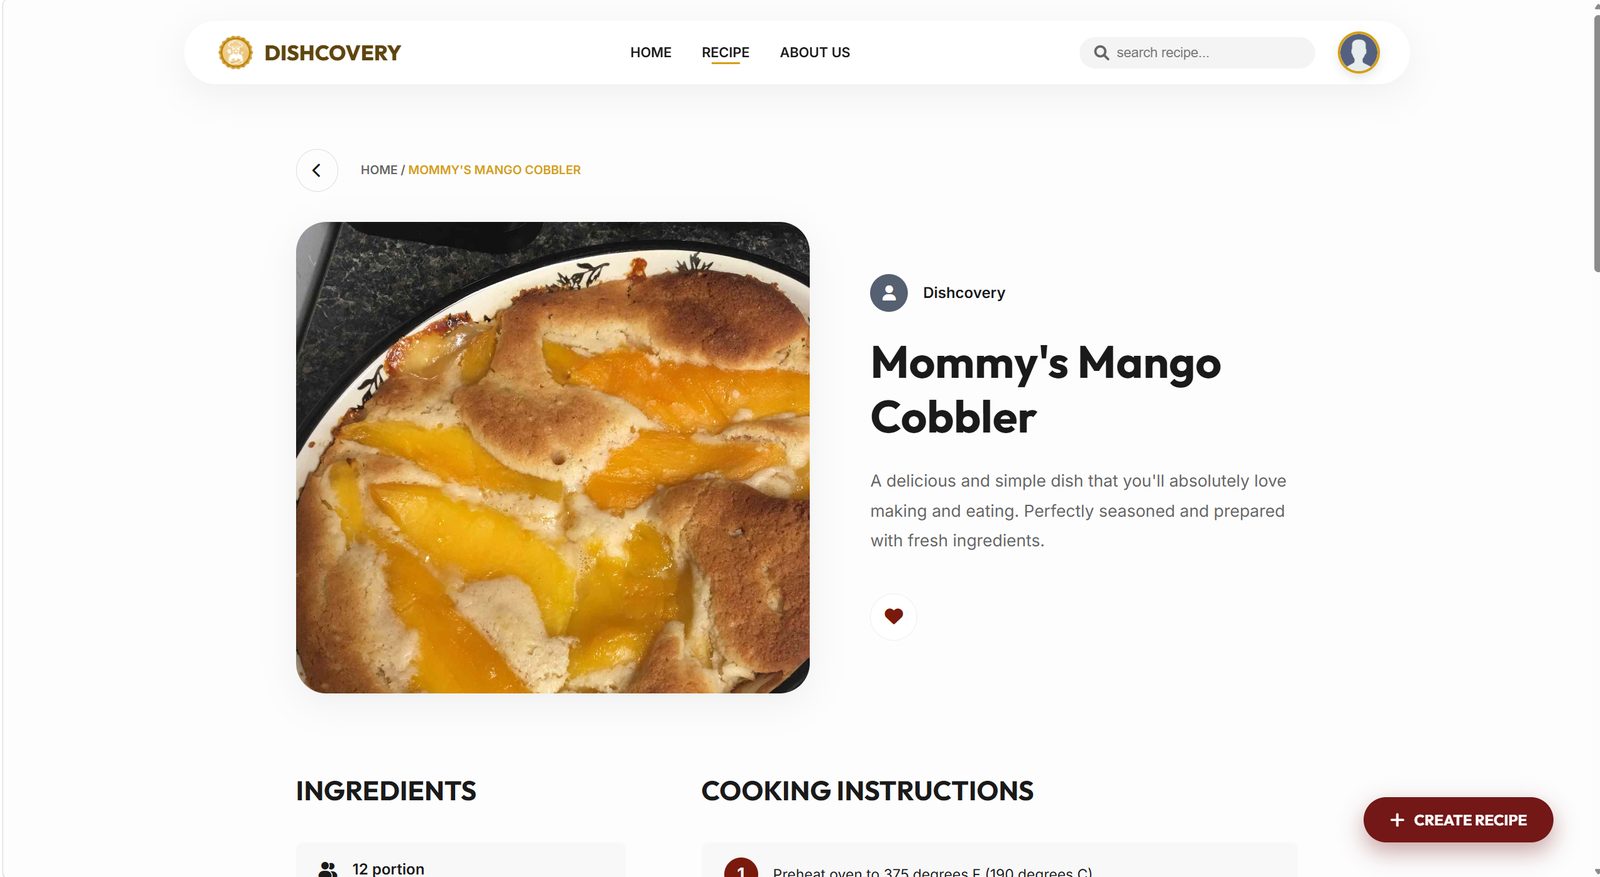 DISHCOVERY
HOME
RECIPE
ABOUT US
search recipe...
HOME / MOMMY'S MANGO COBBLER
Dishcovery
Mommy's Mango
Cobbler
A delicious and simple dish that you'll absolutely love
making and eating. Perfectly seasoned and prepared
with fresh ingredients.
INGREDIENTS
12 portion
COOKING INSTRUCTIONS
1
Preheat oven to 375 degrees F (190 degrees C)
+ CREATE RECIPE